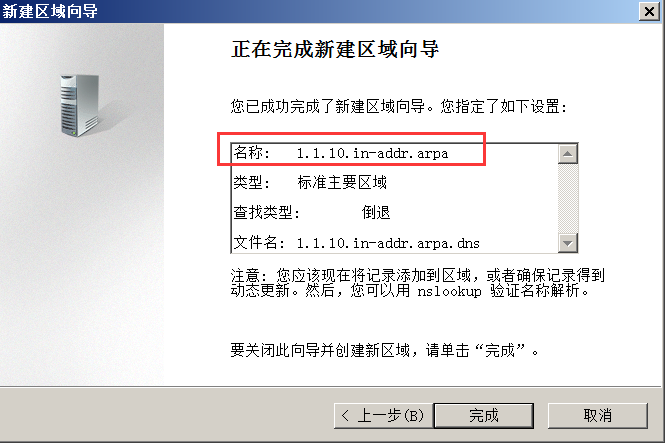 新建区域向导
正在完成新建区域向导
您已成功完成了新建区域向导。您指定了如下设置:
名称: 1.1.10.in-addr.arpa
类型: 标准主要区域
查找类型: 倒退
文件名: 1.1.10.in-addr.arpa.dns
注意: 您应该现在将记录添加到区域，或者确保记录得到
动态更新。然后，您可以用 nslookup 验证名称解析。
要关闭此向导并创建新区域，请单击“完成”。
< 上一步(B) 完成 取消